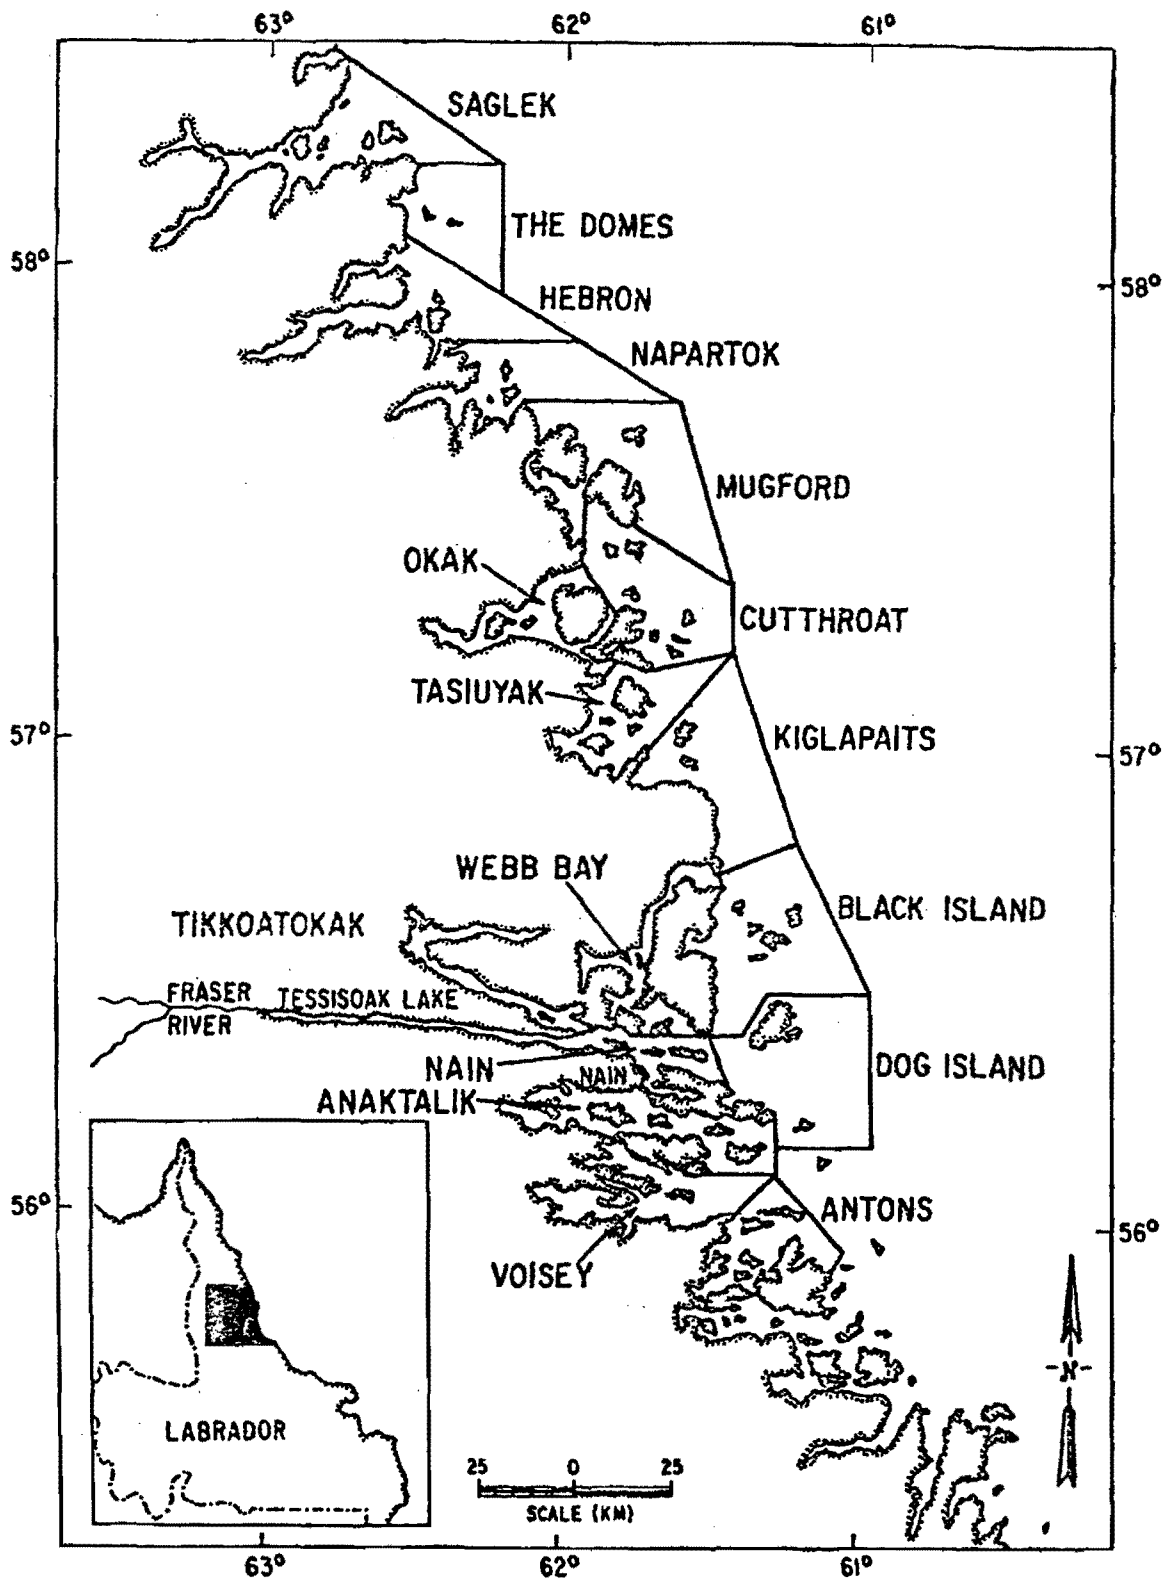 63° 62° 61°
SAGLEK
THE DOMES
58° 58°
HEBRON
NAPARTOK
MUGFORD
OKAK
CUTTHROAT
TASIUYAK
57° 57°
KIGLAPAITS
WEBB BAY
BLACK ISLAND
TIKKOATOKAK
FRASER
RIVER
TESSISOAK LAKE
NAIN
NAIN
DOG ISLAND
ANAKTALIK
56° 56°
ANTONS
VOISEY
N
LABRADOR
25 0 25
SCALE (KM)
63° 62° 61°